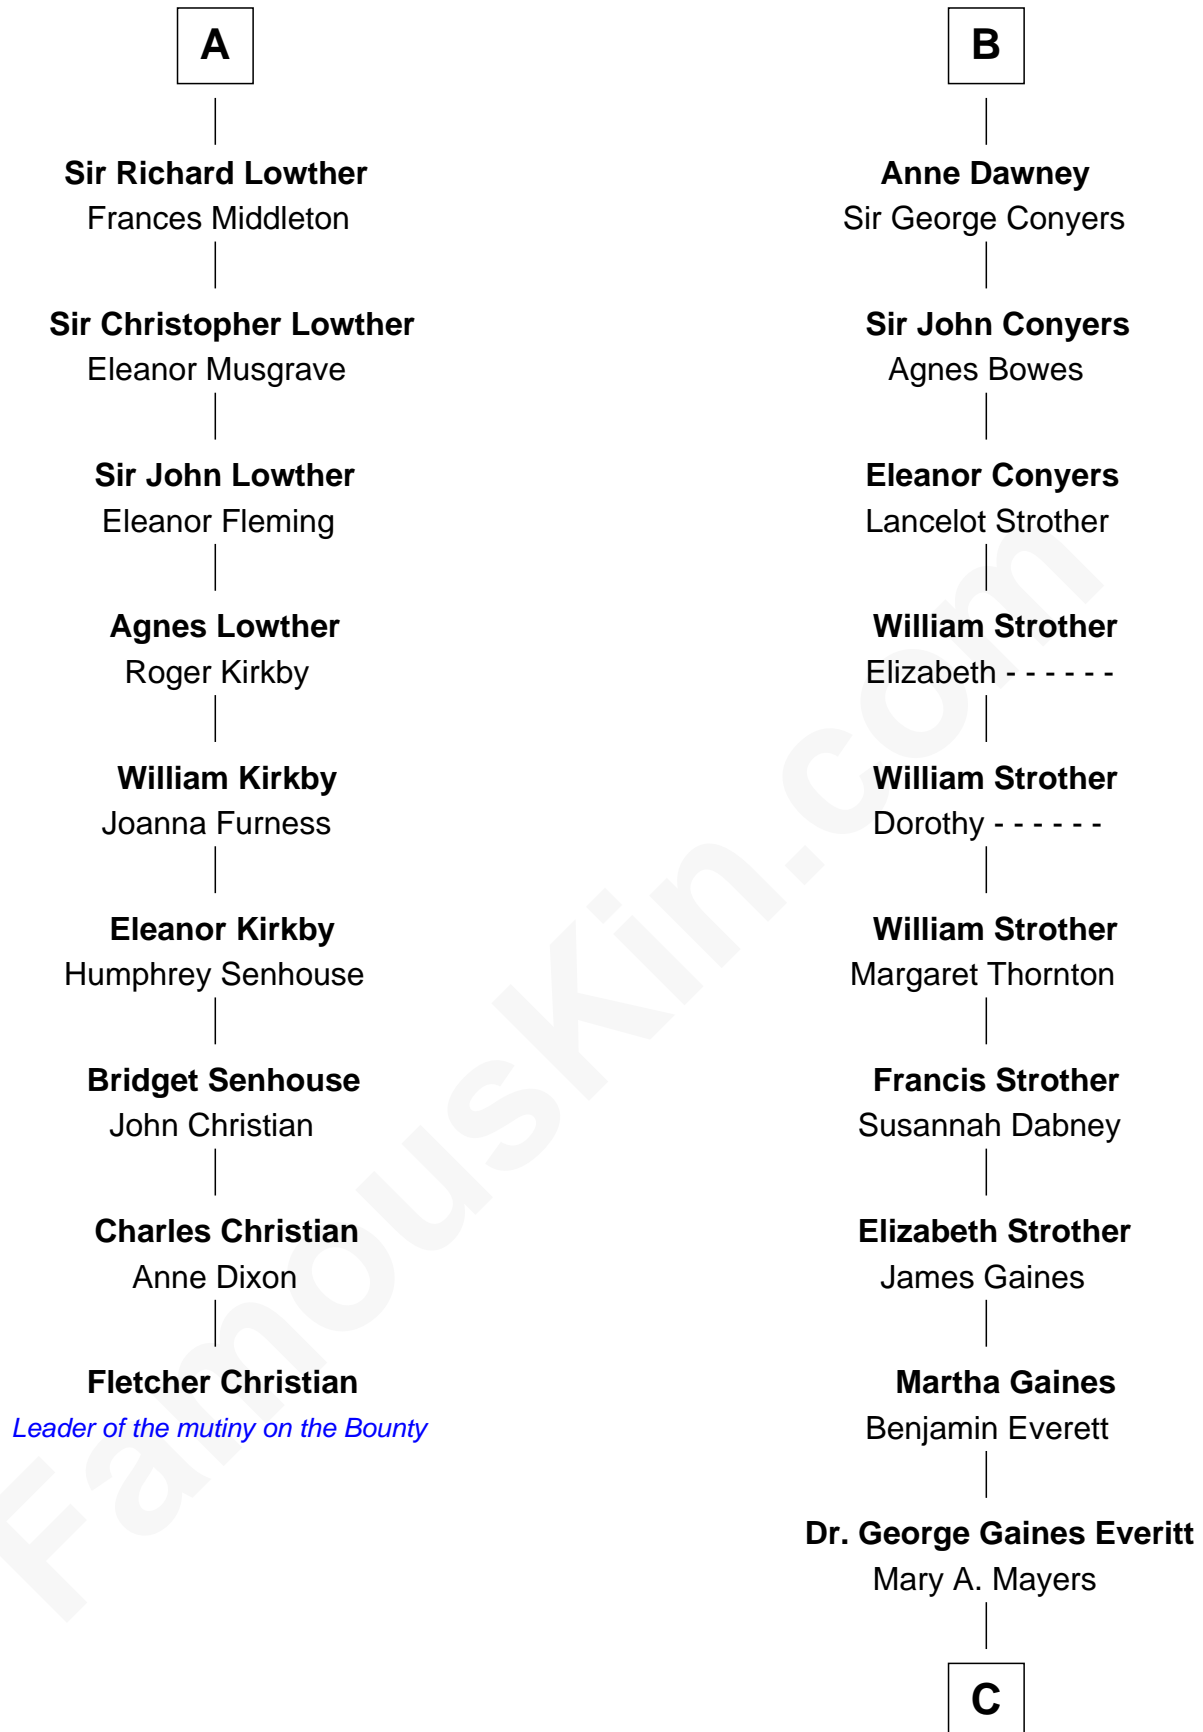 A
Sir Richard Lowther
Frances Middleton
Sir Christopher Lowther
Eleanor Musgrave
Sir John Lowther
Eleanor Fleming
Agnes Lowther
Roger Kirkby
William Kirkby
Joanna Furness
Eleanor Kirkby
Humphrey Senhouse
Bridget Senhouse
John Christian
Charles Christian
Anne Dixon
Fletcher Christian
Leader of the mutiny on the Bounty
B
Anne Dawney
Sir George Conyers
Sir John Conyers
Agnes Bowes
Eleanor Conyers
Lancelot Strother
William Strother
Elizabeth - - - - - -
William Strother
Dorothy - - - - - -
William Strother
Margaret Thornton
Francis Strother
Susannah Dabney
Elizabeth Strother
James Gaines
Martha Gaines
Benjamin Everett
Dr. George Gaines Everitt
Mary A. Mayers
C
FamousKin.com